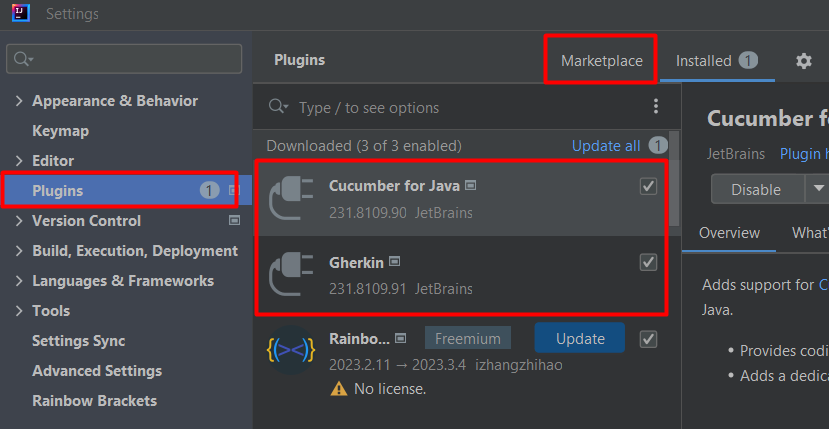 IJ
Settings
Plugins
Marketplace
Installed 1
Type / to see options
Appearance & Behavior
Keymap
Editor
Plugins 1
Version Control
Build, Execution, Deployment
Languages & Frameworks
Tools
Settings Sync
Advanced Settings
Rainbow Brackets
Downloaded (3 of 3 enabled)
Update all 1
Cucumber for Java
231.8109.90 JetBrains
Gherkin
231.8109.91 JetBrains
Rainbo... Freemium Update
2023.2.11 → 2023.3.4 izhangzhihao
No license.
Cucumber fo
JetBrains Plugin h
Disable
Overview What'
Adds support for C
Java.
• Provides codi
• Adds a dedica